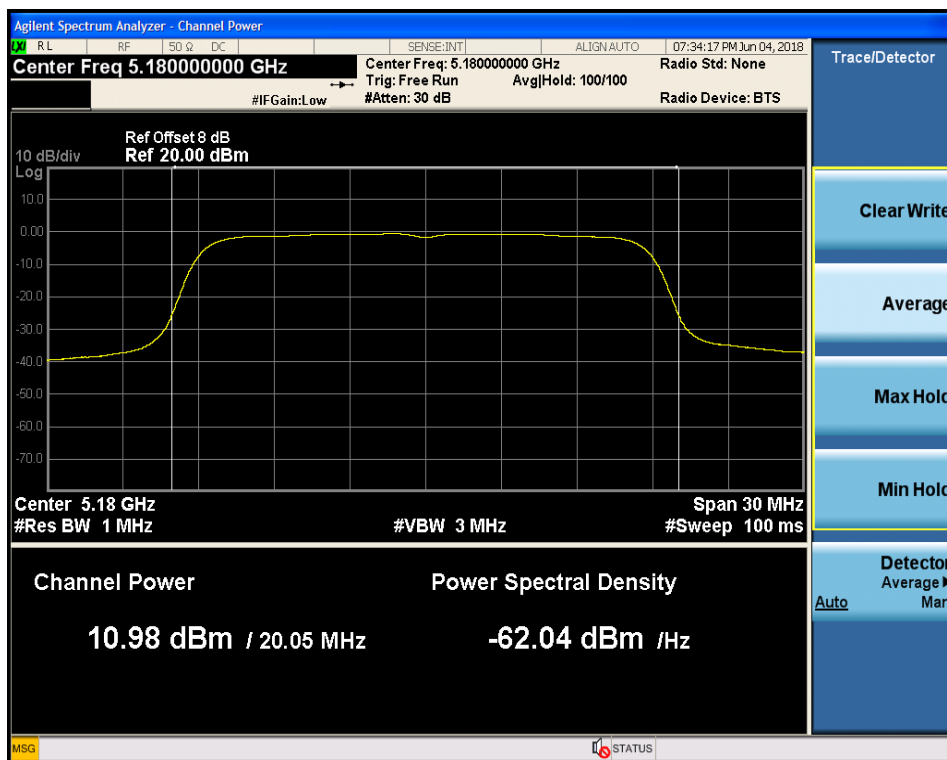 Agilent Spectrum Analyzer - Channel Power
LXI RL RF 50 Ω DC SENSE:INT ALIGN AUTO 07:34:17 PM Jun 04, 2018
Center Freq 5.180000000 GHz
Center Freq: 5.180000000 GHz
Radio Std: None
Trig: Free Run Avg|Hold: 100/100
#IFGain:Low #Atten: 30 dB Radio Device: BTS
Ref Offset 8 dB
10 dB/div Ref 20.00 dBm
Log
10.0
0.00
-10.0
-20.0
-30.0
-40.0
-50.0
-60.0
-70.0
Center 5.18 GHz Span 30 MHz
#Res BW 1 MHz #VBW 3 MHz #Sweep 100 ms
Channel Power Power Spectral Density
10.98 dBm / 20.05 MHz -62.04 dBm /Hz
MSG STATUS
Trace/Detector
Clear Write
Average
Max Hold
Min Hold
Detector
Average
Auto Man